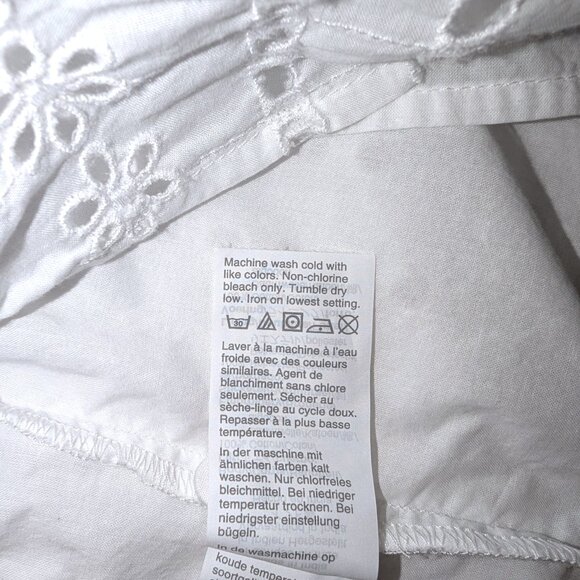 Machine wash cold with
like colors. Non-chlorine
bleach only. Tumble dry
low. Iron on lowest setting.
30
Laver à la machine à l'eau
froide avec des couleurs
similaires. Agent de
blanchiment sans chlore
seulement. Sécher au
sèche-linge au cycle doux.
Repasser à la plus basse
température.
In der maschine mit
ähnlichen farben kalt
waschen. Nur chlorfreies
bleichmittel. Bei niedriger
temperatur trocknen. Bei
niedrigster einstellung
bügeln.
In de wasmachine op
koude